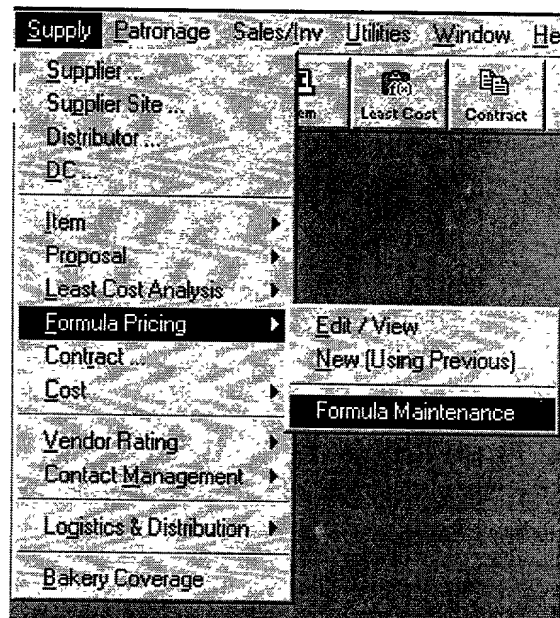 Supply Patronage Sales/Inv Utilities Window He
Supplier ...
Supplier Site ...
Distributor ...
DC ...
em Least Cost Contract
Item
Proposal
Least Cost Analysis
Formula Pricing
Contract ...
Cost
Edit / View
New (Using Previous)
Formula Maintenance
Vendor Rating
Contact Management
Logistics & Distribution
Bakery Coverage